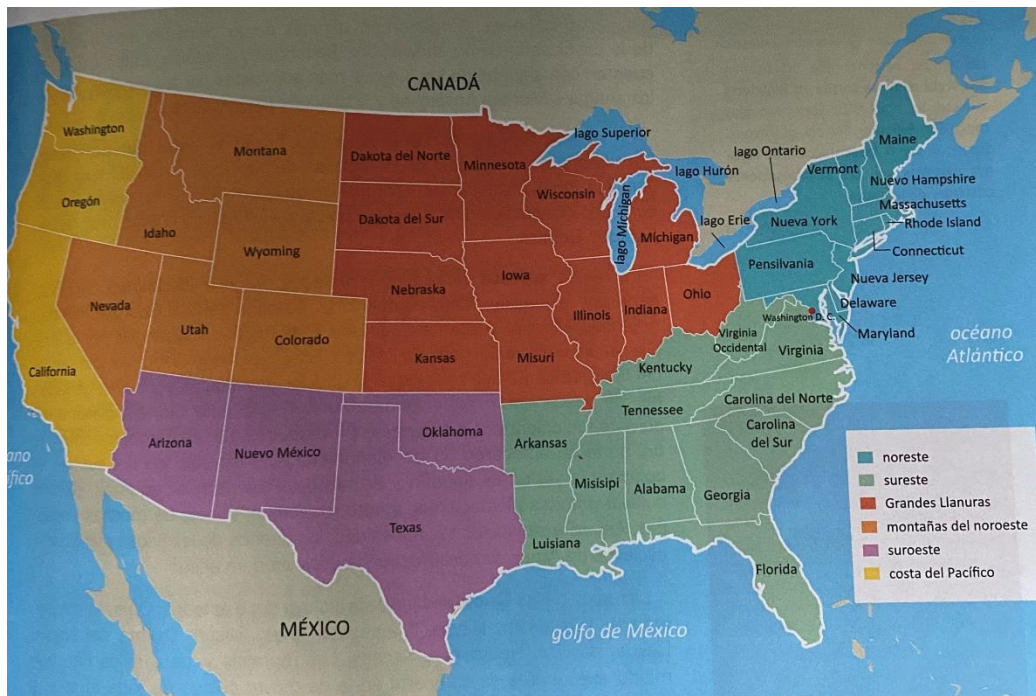 CANADÁ
Washington
Oregón
California
Montana
Idaho
Wyoming
Nevada
Utah
Colorado
Dakota del Norte
Dakota del Sur
Nebraska
Kansas
Minnesota
Iowa
Misuri
Wisconsin
Illinois
Indiana
Míchigan
Ohio
lago Superior
lago Míchigan
lago Hurón
lago Erie
lago Ontario
Maine
Vermont
Nuevo Hampshire
Massachusetts
Rhode Island
Connecticut
Nueva York
Pensilvania
Nueva Jersey
Delaware
Maryland
Washington D. C.
Virginia
Occidental
Virginia
Kentucky
Tennessee
Carolina del Norte
Carolina
del Sur
Arkansas
Misisipi
Alabama
Georgia
Luisiana
Florida
Arizona
Nuevo México
Oklahoma
Texas
MÉXICO
golfo de México
océano
Atlántico
noreste
sureste
Grandes Llanuras
montañas del noroeste
suroeste
costa del Pacífico